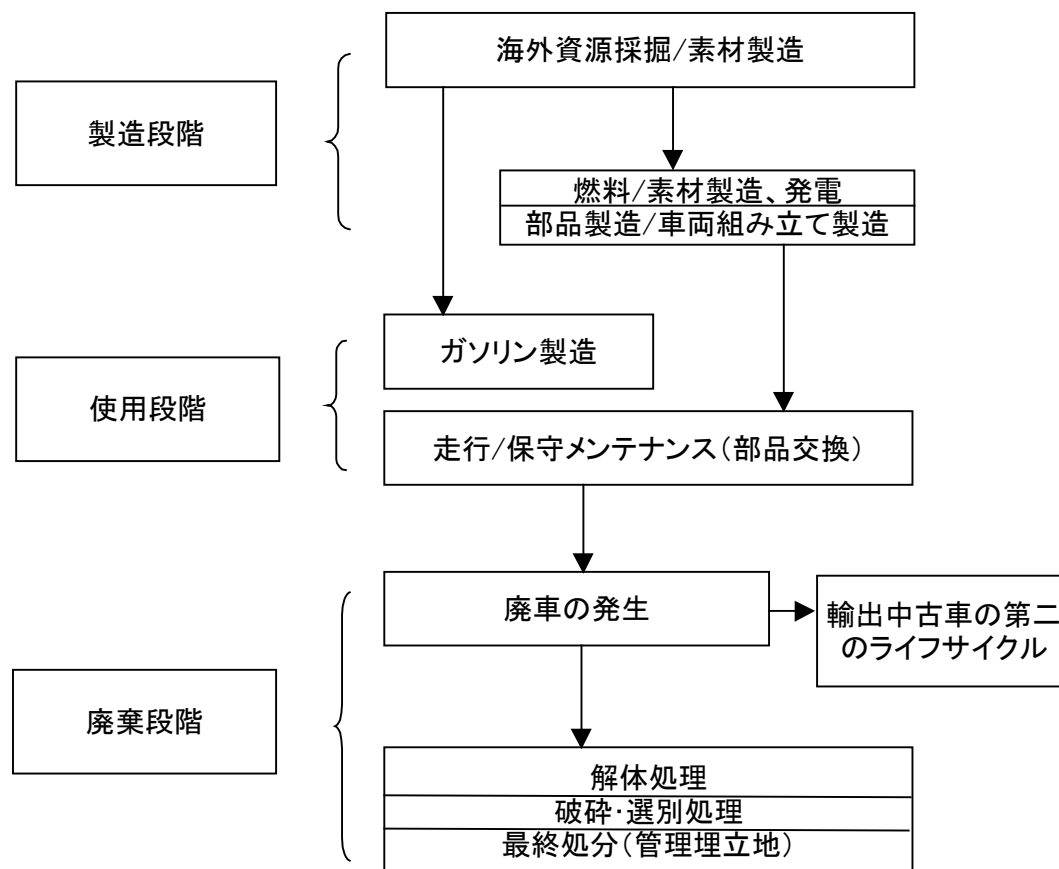 海外資源採掘/素材製造
製造段階
燃料/素材製造、発電
部品製造/車両組み立て製造
ガソリン製造
使用段階
走行/保守メンテナンス(部品交換)
廃車の発生
輸出中古車の第二
のライフサイクル
廃棄段階
解体処理
破砕・選別処理
最終処分(管理埋立地)